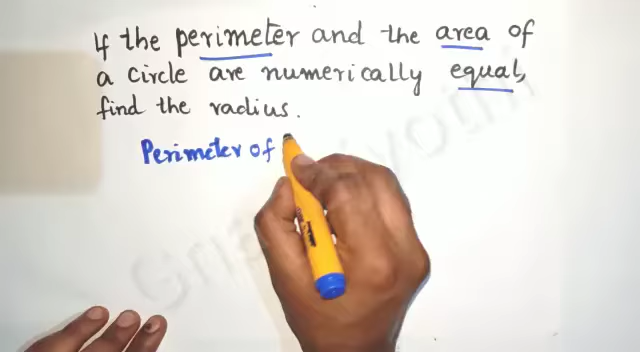 If the perimeter and the area of
a circle are numerically equal,
find the radius.
Perimeter of